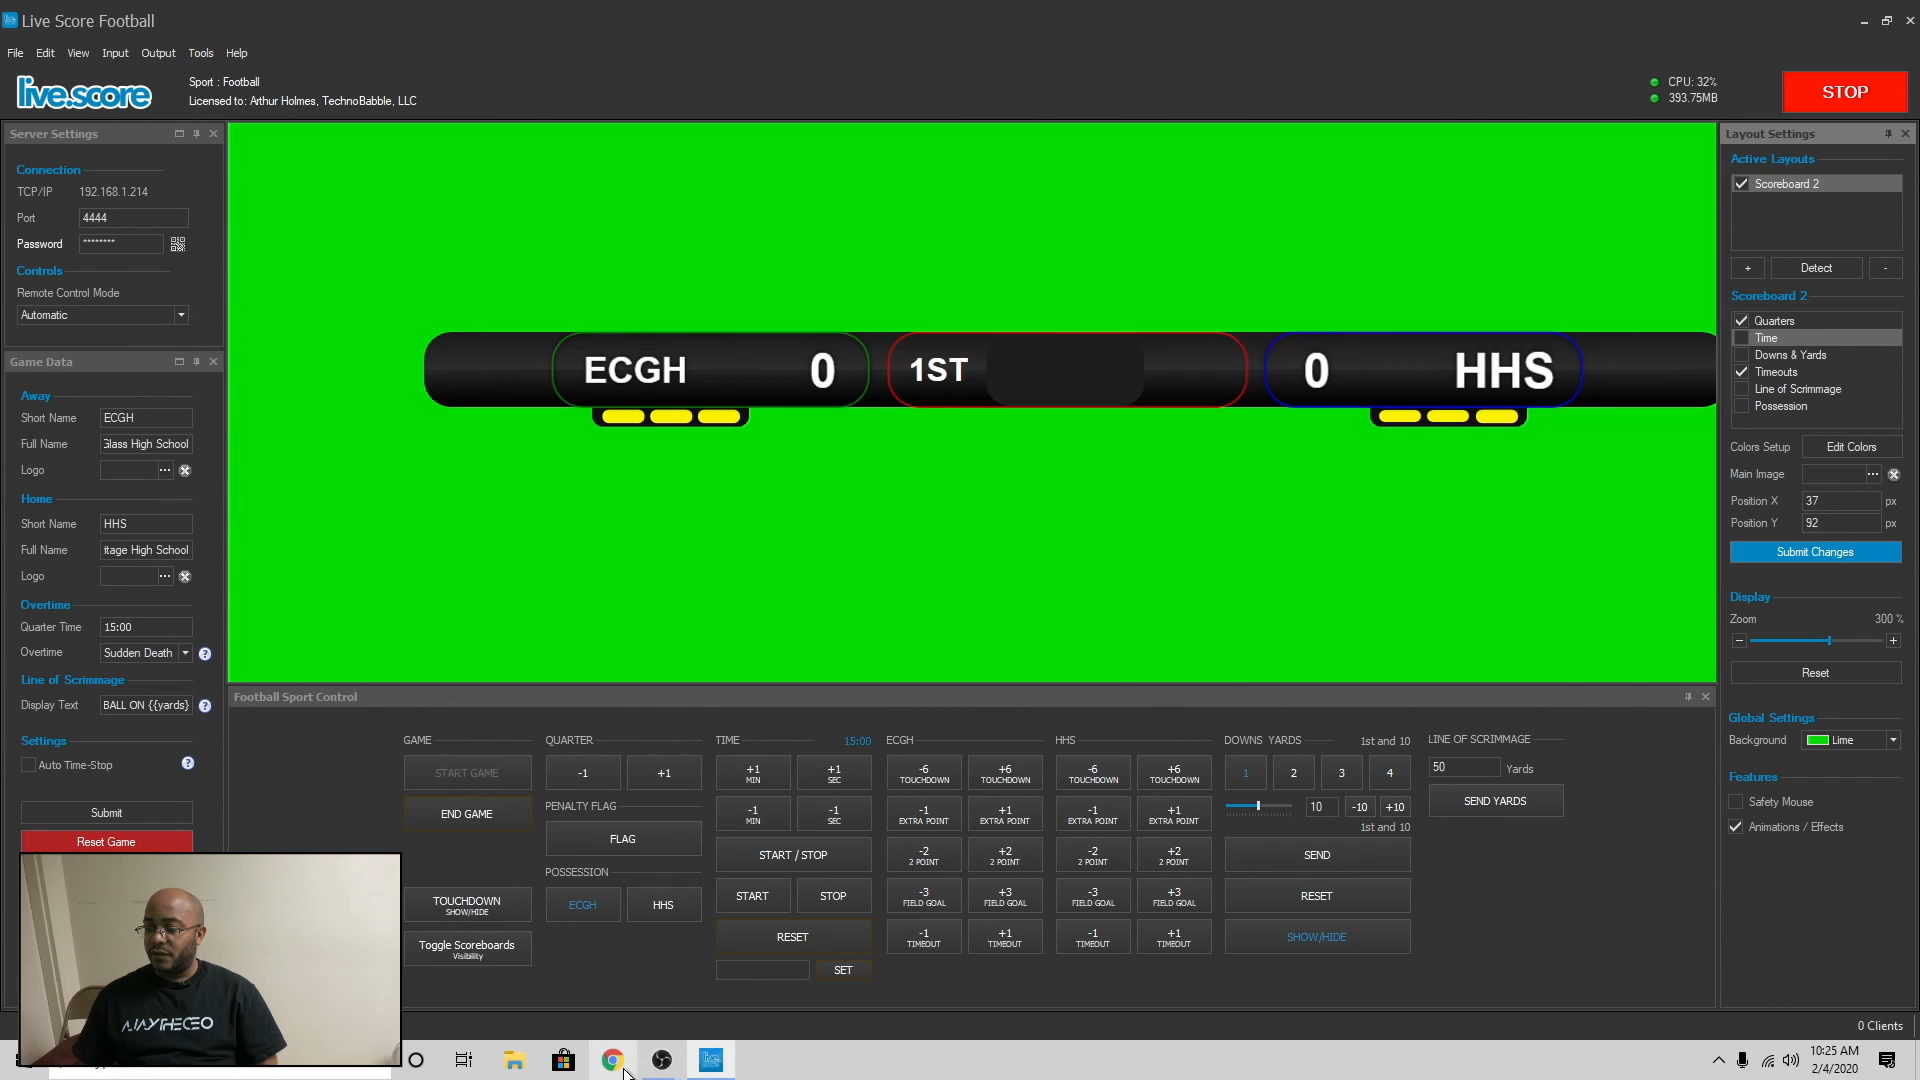 Live Score Football
File Edit View Input Output Tools Help
live.score
Sport : Football
Licensed to: Arthur Holmes, TechnoBabble, LLC
CPU: 32%
393.75MB
STOP
Server Settings
Connection
TCP/IP 192.168.1.214
Port 4444
Password ********
Controls
Remote Control Mode
Automatic
Game Data
Away
Short Name ECGH
Full Name Glass High School
Logo ...
Home
Short Name HHS
Full Name itage High School
Logo ...
Overtime
Quarter Time 15:00
Overtime Sudden Death ?
Line of Scrimmage
Display Text BALL ON {{yards} ?
Settings
Auto Time-Stop ?
Submit
Reset Game
ECGH 0 1ST 0 HHS
Football Sport Control
GAME
START GAME
END GAME
TOUCHDOWN
SHOW/HIDE
Toggle Scoreboards
Visibility
QUARTER
-1 +1
PENALTY FLAG
FLAG
POSSESSION
ECGH HHS
TIME 15:00
+1 MIN +1 SEC
-1 MIN -1 SEC
START / STOP
START STOP
RESET
SET
ECGH
-6 TOUCHDOWN +6 TOUCHDOWN
-1 EXTRA POINT +1 EXTRA POINT
-2 2 POINT +2 2 POINT
-3 FIELD GOAL +3 FIELD GOAL
-1 TIMEOUT +1 TIMEOUT
HHS
-6 TOUCHDOWN +6 TOUCHDOWN
-1 EXTRA POINT +1 EXTRA POINT
-2 2 POINT +2 2 POINT
-3 FIELD GOAL +3 FIELD GOAL
-1 TIMEOUT +1 TIMEOUT
DOWNS YARDS 1st and 10
1 2 3 4
10 -10 +10
1st and 10
SEND
RESET
SHOW/HIDE
LINE OF SCRIMMAGE
50 Yards
SEND YARDS
Layout Settings
Active Layouts
Scoreboard 2
+ Detect -
Scoreboard 2
Quarters
Time
Downs & Yards
Timeouts
Line of Scrimmage
Possession
Colors Setup Edit Colors
Main Image ...
Position X 37 px
Position Y 92 px
Submit Changes
Display
Zoom 300 %
Reset
Global Settings
Background Lime
Features
Safety Mouse
Animations / Effects
0 Clients
AJAYTHECEO
live
10:25 AM
2/4/2020